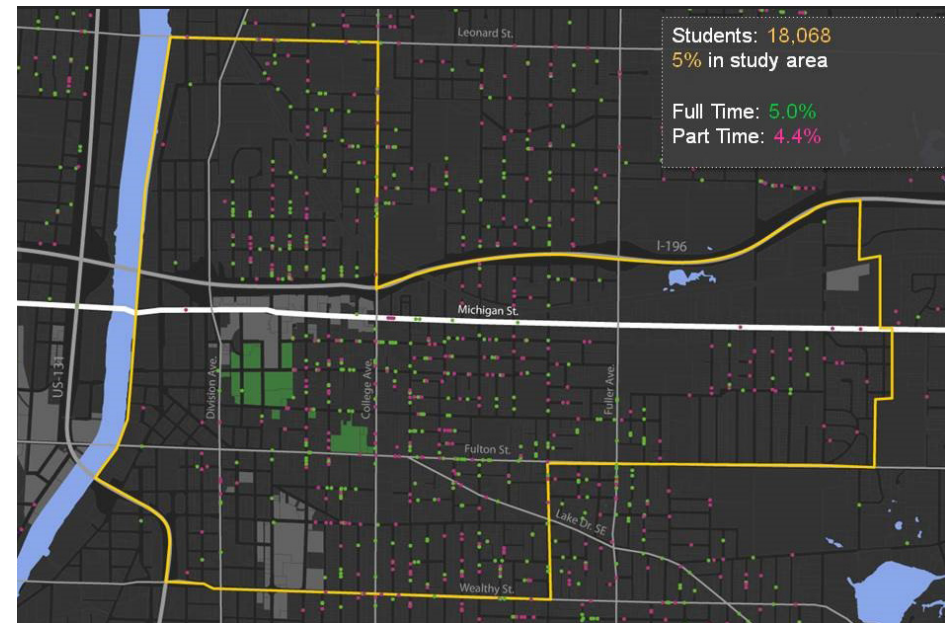 Leonard St.
Students: 18,068
5% in study area
Full Time: 5.0%
Part Time: 4.4%
I-196
Michigan St.
US-131
Division Ave.
College Ave.
Fuller Ave.
Fulton St.
Lake Dr. SE
Wealthy St.